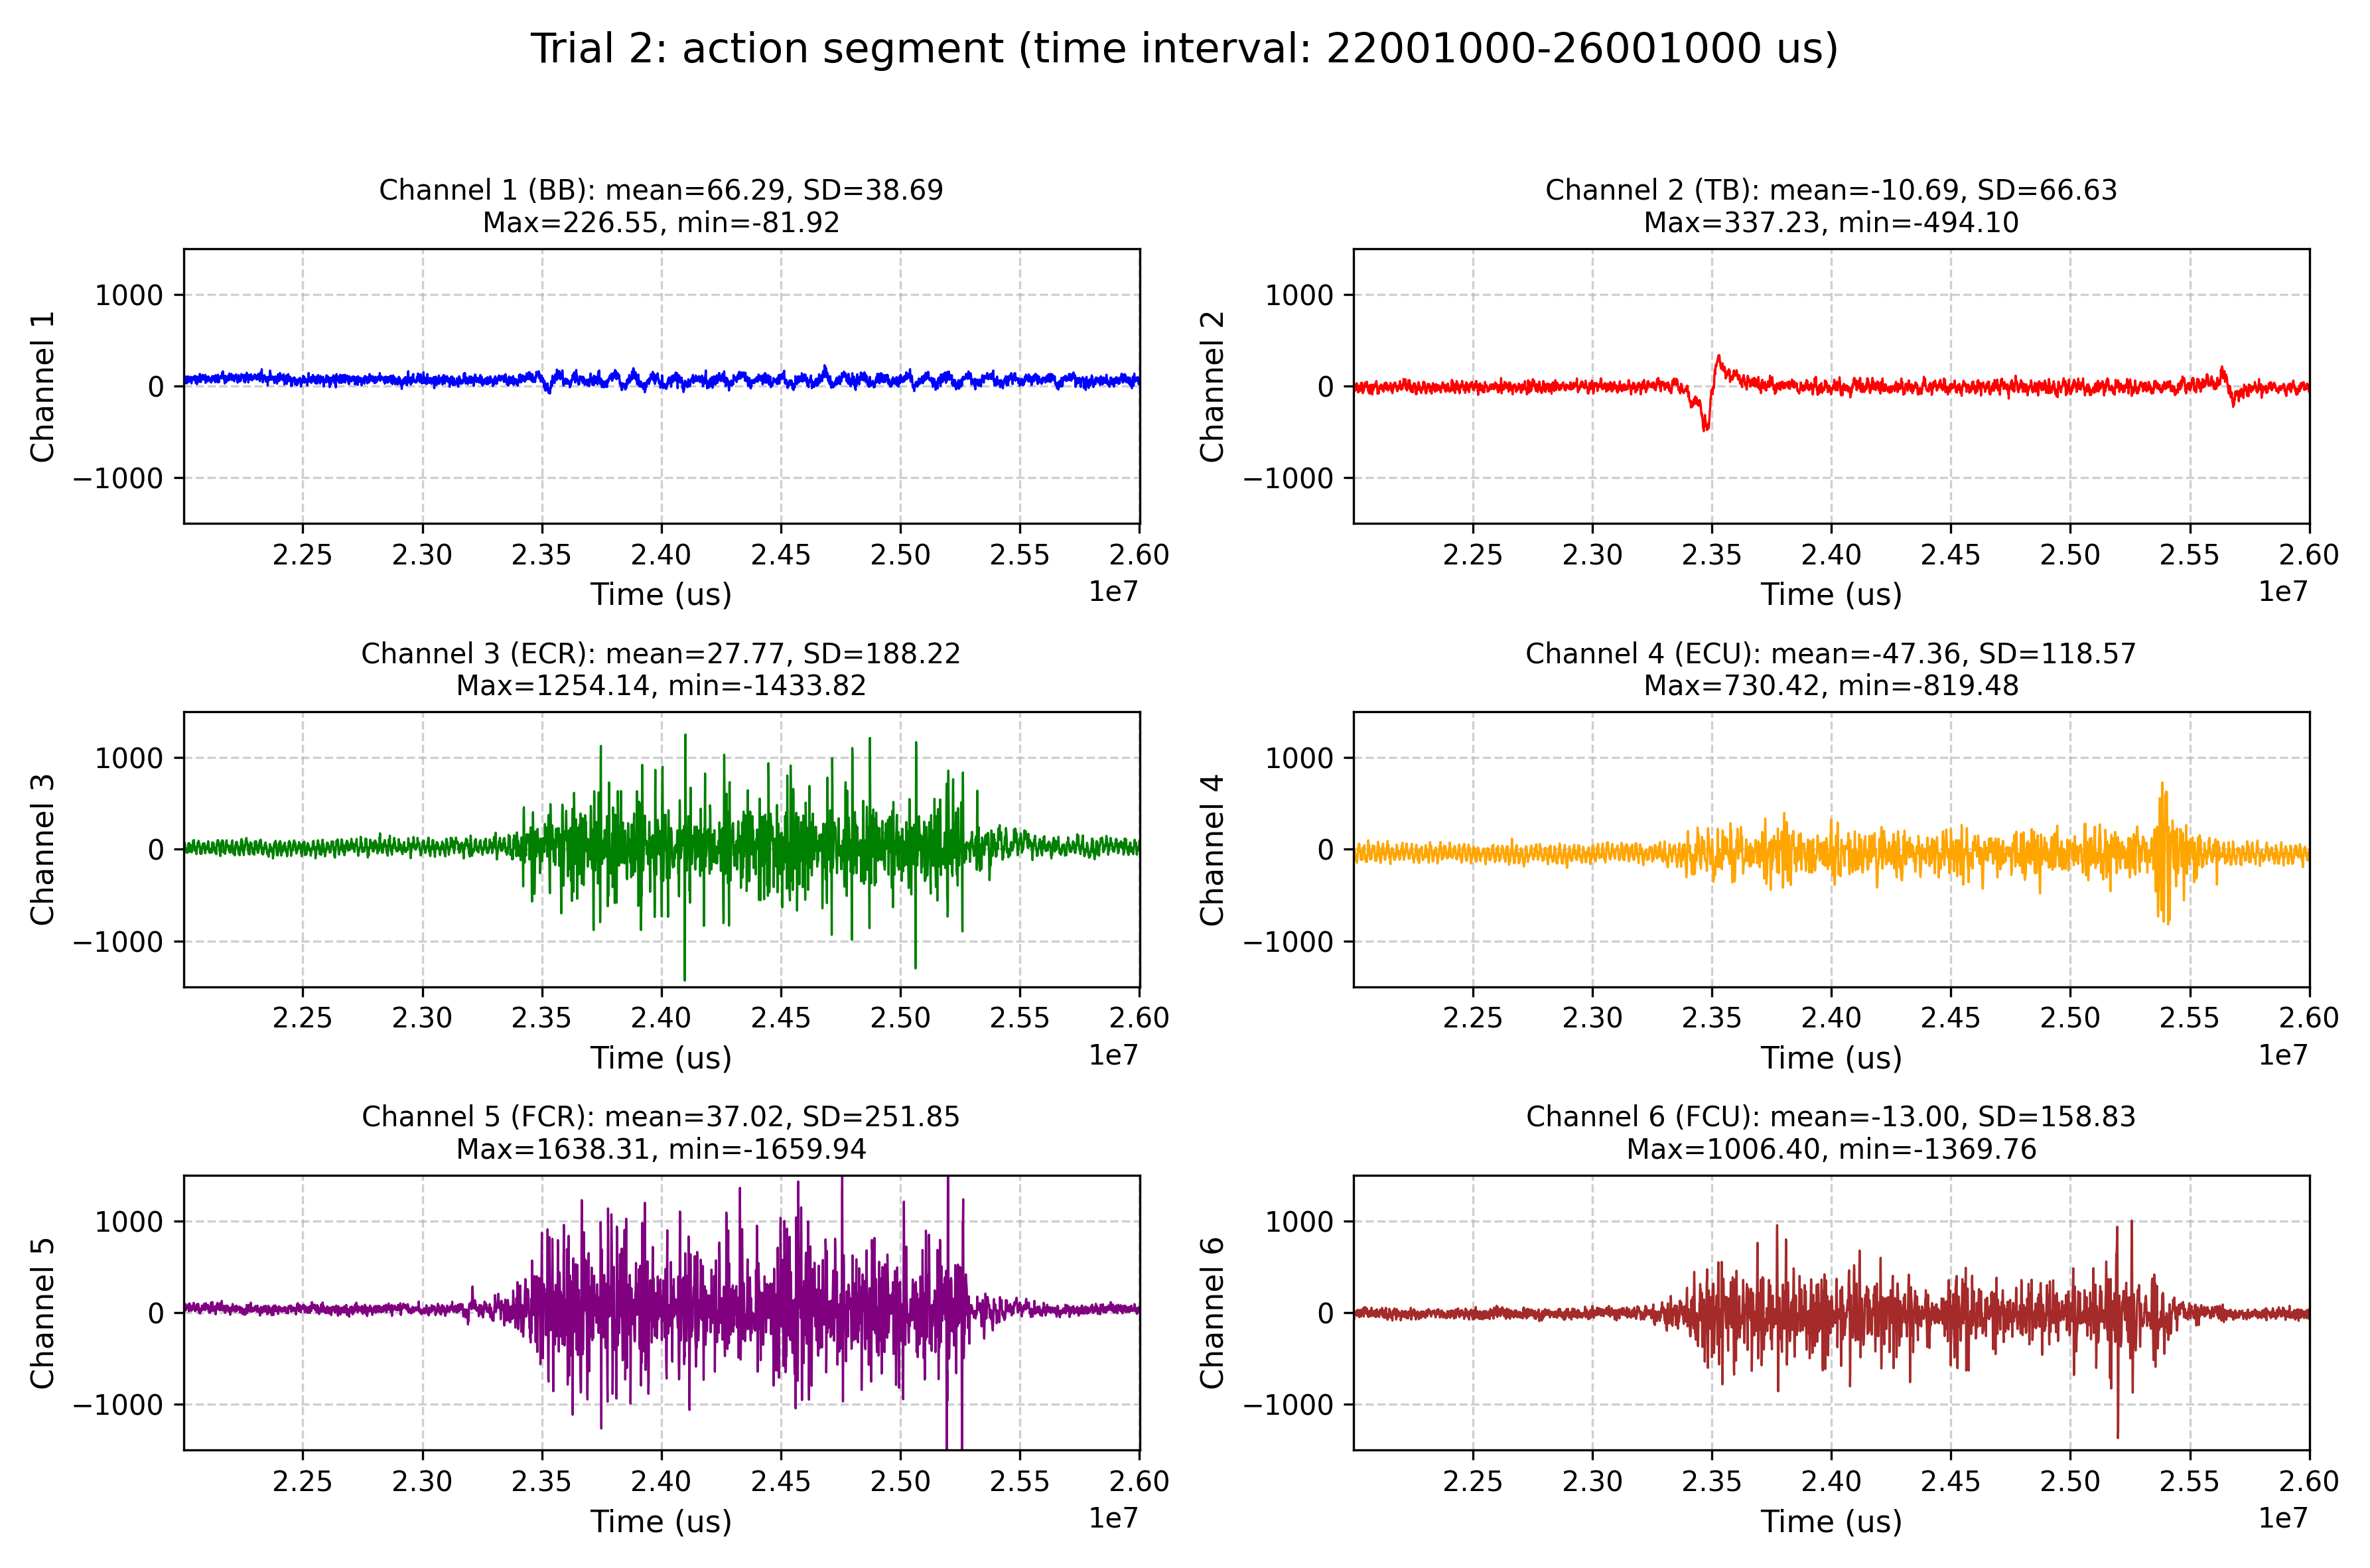 Trial 2: action segment (time interval: 22001000-26001000 us)
Channel 1 (BB): mean=66.29, SD=38.69
Max=226.55, min=-81.92
Channel 1
1000
0
−1000
2.25 2.30 2.35 2.40 2.45 2.50 2.55 2.60
Time (us)
1e7
Channel 2 (TB): mean=-10.69, SD=66.63
Max=337.23, min=-494.10
Channel 2
1000
0
−1000
2.25 2.30 2.35 2.40 2.45 2.50 2.55 2.60
Time (us)
1e7
Channel 3 (ECR): mean=27.77, SD=188.22
Max=1254.14, min=-1433.82
Channel 3
1000
0
−1000
2.25 2.30 2.35 2.40 2.45 2.50 2.55 2.60
Time (us)
1e7
Channel 4 (ECU): mean=-47.36, SD=118.57
Max=730.42, min=-819.48
Channel 4
1000
0
−1000
2.25 2.30 2.35 2.40 2.45 2.50 2.55 2.60
Time (us)
1e7
Channel 5 (FCR): mean=37.02, SD=251.85
Max=1638.31, min=-1659.94
Channel 5
1000
0
−1000
2.25 2.30 2.35 2.40 2.45 2.50 2.55 2.60
Time (us)
1e7
Channel 6 (FCU): mean=-13.00, SD=158.83
Max=1006.40, min=-1369.76
Channel 6
1000
0
−1000
2.25 2.30 2.35 2.40 2.45 2.50 2.55 2.60
Time (us)
1e7